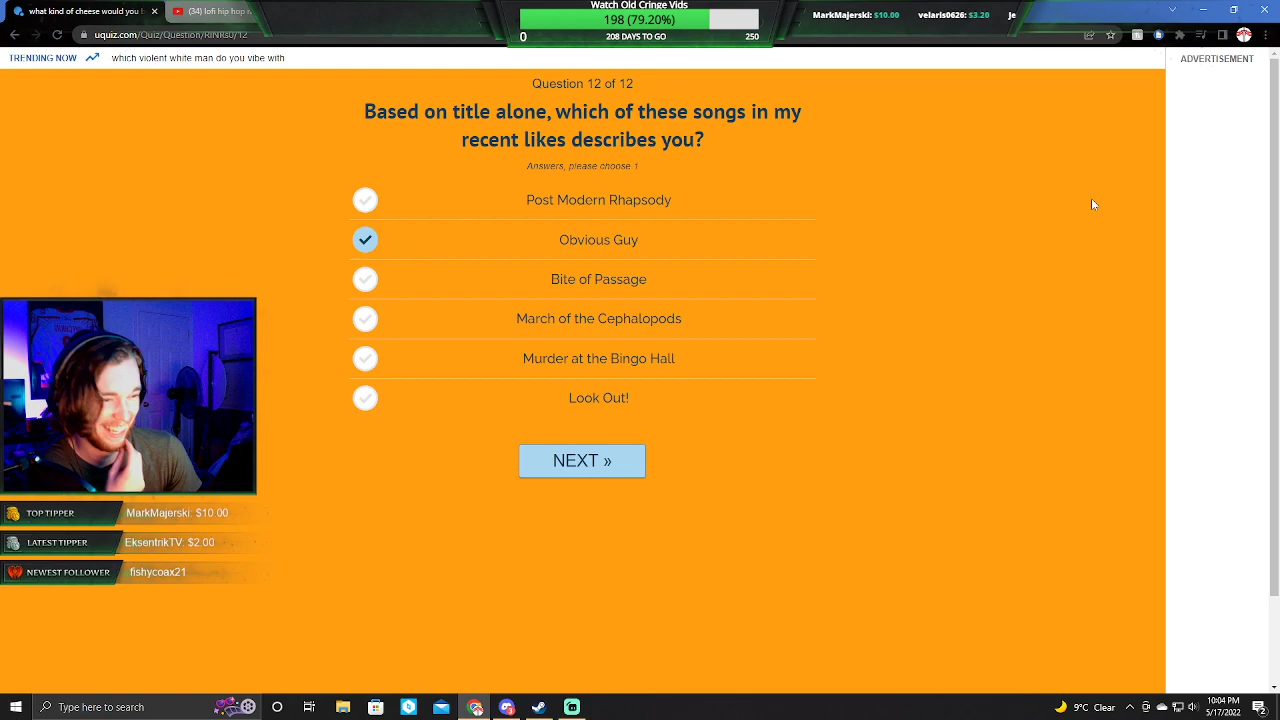 Watch Old Cringe Vids
198 (79.20%)
0
208 DAYS TO GO
250
MarkMajerski: $10.00
velaris0626: $3.20
Je
what kind of cheese would you b
(34) lofi hip hop r
uquiz.com/Quiz/Question/RINRS0/12
TRENDING NOW
which violent white man do you vibe with
ADVERTISEMENT
Question 12 of 12
Based on title alone, which of these songs in my
recent likes describes you?
Answers, please choose 1
Post Modern Rhapsody
Obvious Guy
Bite of Passage
March of the Cephalopods
Murder at the Bingo Hall
Look Out!
NEXT »
TOP TIPPER
MarkMajerski: $10.00
LATEST TIPPER
EksentrikTV: $2.00
NEWEST FOLLOWER
fishycoax21
Type here to search
9°C Clear
10:04 PM
5/17/2022
2